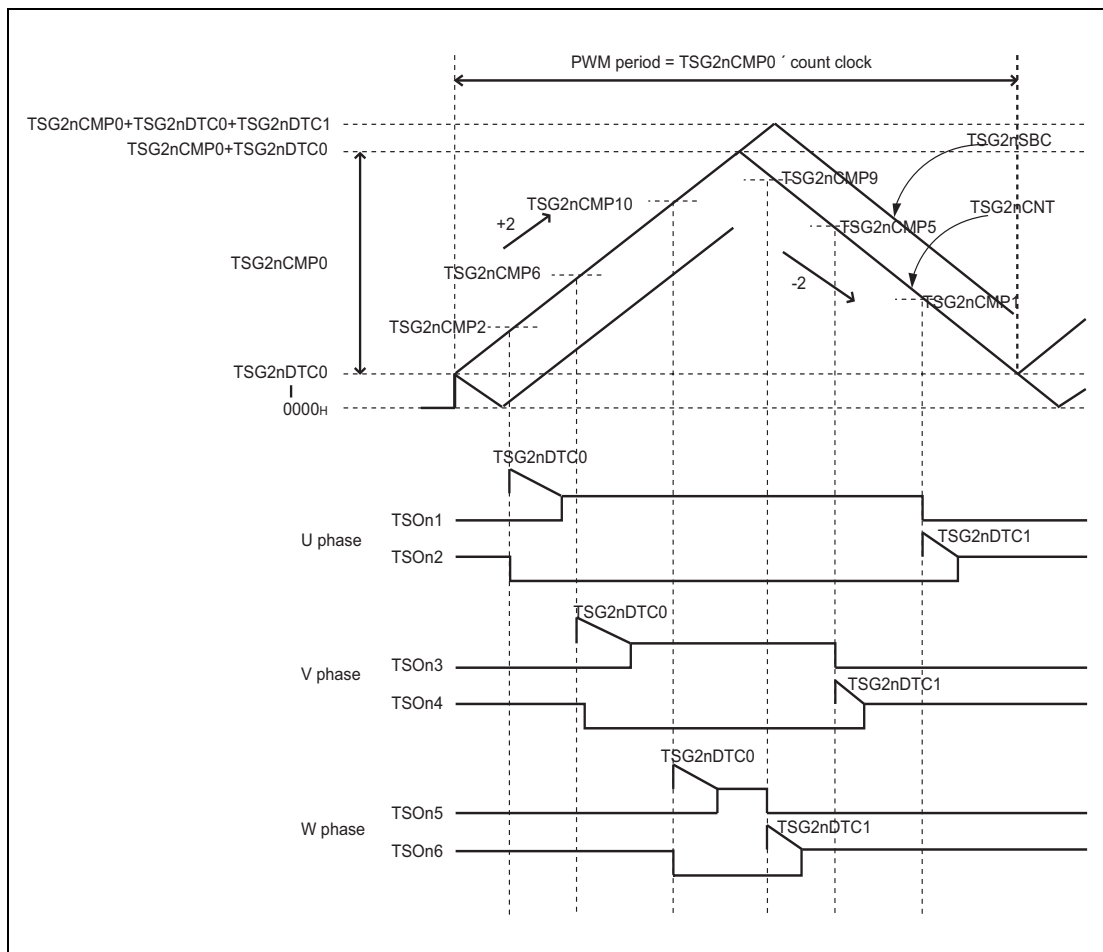 PWM period = TSG2nCMP0 ´ count clock
TSG2nCMP0+TSG2nDTC0+TSG2nDTC1
TSG2nSBC
TSG2nCMP0+TSG2nDTC0
TSG2nCMP9
TSG2nCMP10
TSG2nCNT
+2
TSG2nCMP5
TSG2nCMP0
TSG2nCMP6
-2
TSG2nCMP1
TSG2nCMP2
TSG2nDTC0
0000H
TSG2nDTC0
TSOn1
U phase
TSG2nDTC1
TSOn2
TSG2nDTC0
TSOn3
V phase
TSG2nDTC1
TSOn4
TSG2nDTC0
TSOn5
W phase
TSG2nDTC1
TSOn6